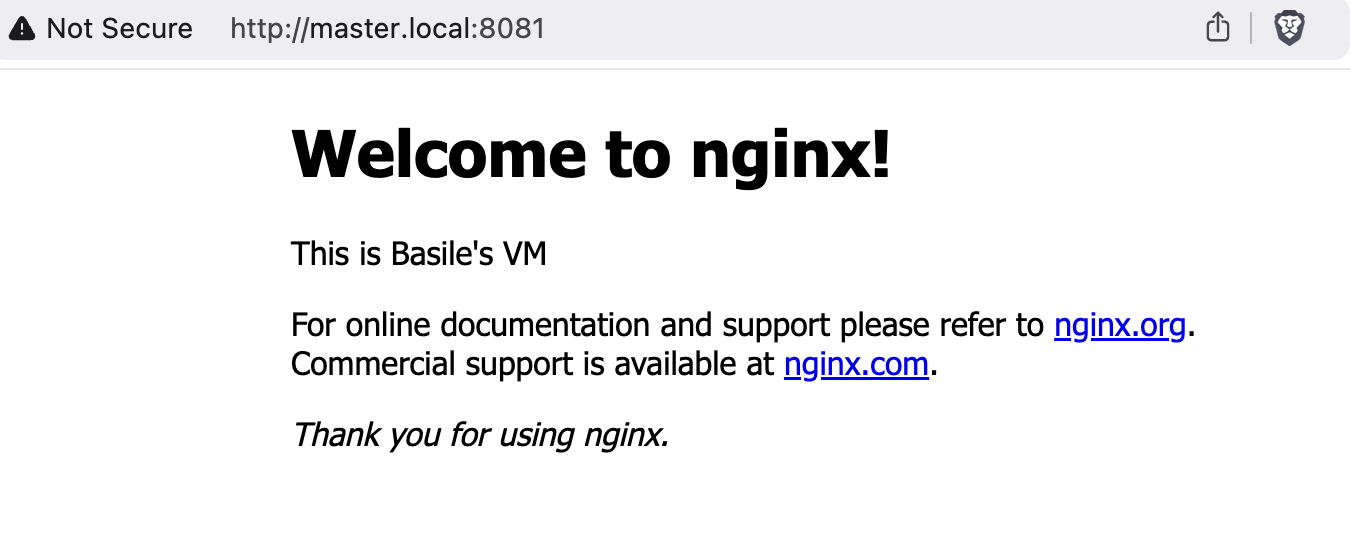 Not Secure http://master.local:8081
Welcome to nginx!
This is Basile's VM
For online documentation and support please refer to nginx.org.
Commercial support is available at nginx.com.
Thank you for using nginx.